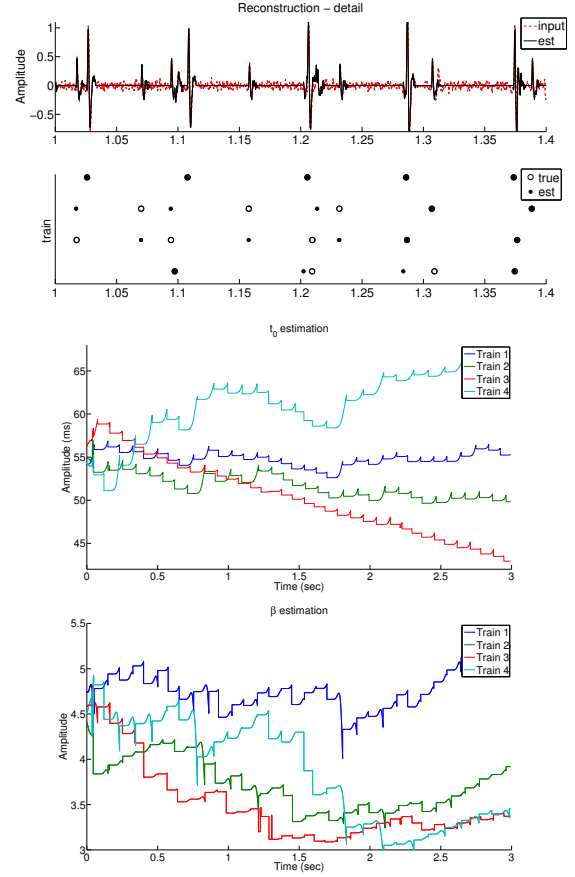 Reconstruction − detail
Amplitude
1
0.5
0
−0.5
input
est
1 1.05 1.1 1.15 1.2 1.25 1.3 1.35 1.4
train
true
est
1 1.05 1.1 1.15 1.2 1.25 1.3 1.35 1.4
t0 estimation
Amplitude (ms)
65
60
55
50
45
Train 1
Train 2
Train 3
Train 4
0 0.5 1 1.5 2 2.5 3
Time (sec)
β estimation
Amplitude
5.5
5
4.5
4
3.5
3
Train 1
Train 2
Train 3
Train 4
0 0.5 1 1.5 2 2.5 3
Time (sec)